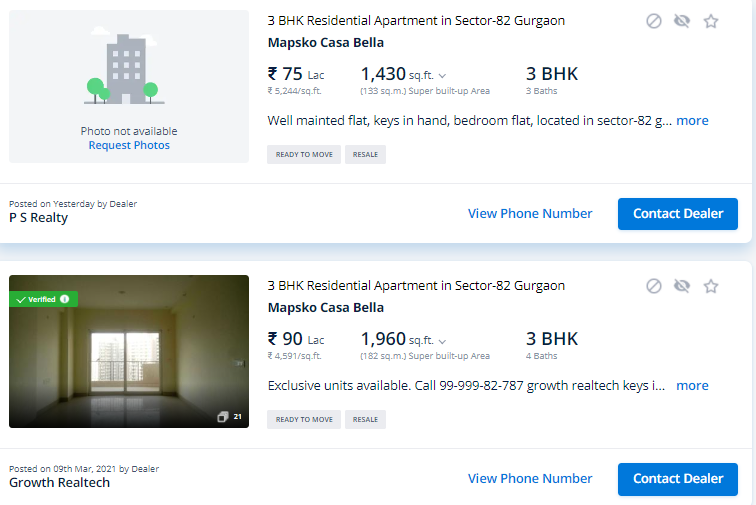 3 BHK Residential Apartment in Sector-82 Gurgaon
Mapsko Casa Bella
₹ 75 Lac 1,430 sq.ft. 3 BHK
₹ 5,244/sq.ft. (133 sq.m.) Super built-up Area 3 Baths
Photo not available
Request Photos
Well mainted flat, keys in hand, bedroom flat, located in sector-82 g... more
READY TO MOVE RESALE
Posted on Yesterday by Dealer
P S Realty
View Phone Number Contact Dealer
3 BHK Residential Apartment in Sector-82 Gurgaon
Mapsko Casa Bella
Verified
₹ 90 Lac 1,960 sq.ft. 3 BHK
₹ 4,591/sq.ft. (182 sq.m.) Super built-up Area 4 Baths
Exclusive units available. Call 99-999-82-787 growth realtech keys i... more
21
READY TO MOVE RESALE
Posted on 09th Mar, 2021 by Dealer
Growth Realtech
View Phone Number Contact Dealer